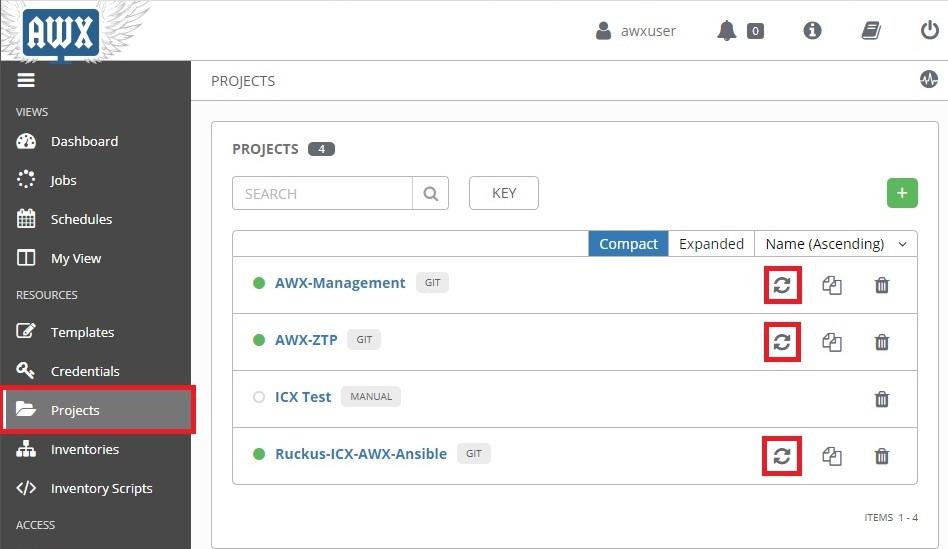 AWX
awxuser
0
PROJECTS
VIEWS
Dashboard
Jobs
Schedules
My View
RESOURCES
Templates
Credentials
Projects
Inventories
Inventory Scripts
ACCESS
PROJECTS 4
SEARCH
KEY
+
Compact Expanded Name (Ascending)
AWX-Management GIT
AWX-ZTP GIT
ICX Test MANUAL
Ruckus-ICX-AWX-Ansible GIT
ITEMS 1 - 4